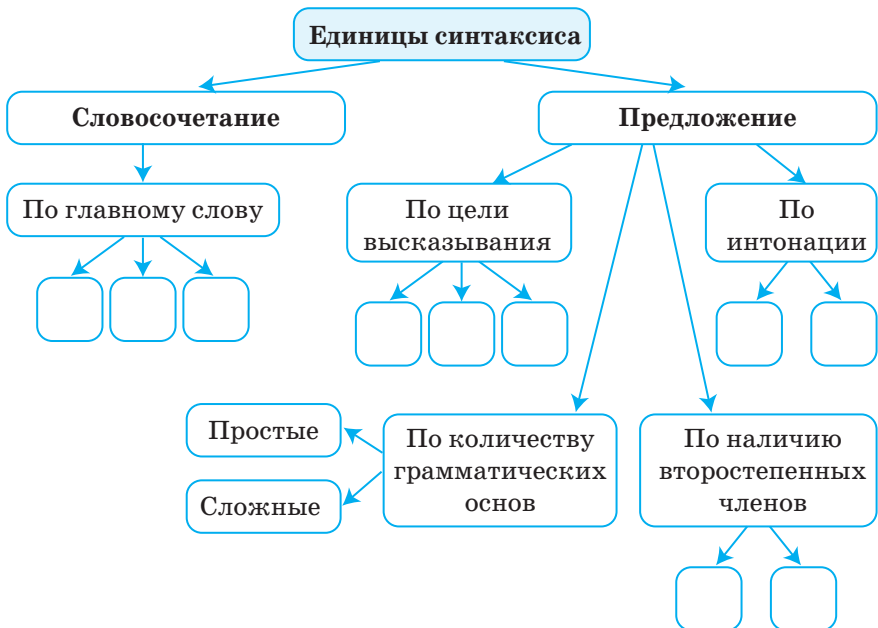 Единицы синтаксиса
Словосочетание
Предложение
По главному слову
По цели
высказывания
По
интонации
Простые
Сложные
По количеству
грамматических
основ
По наличию
второстепенных
членов